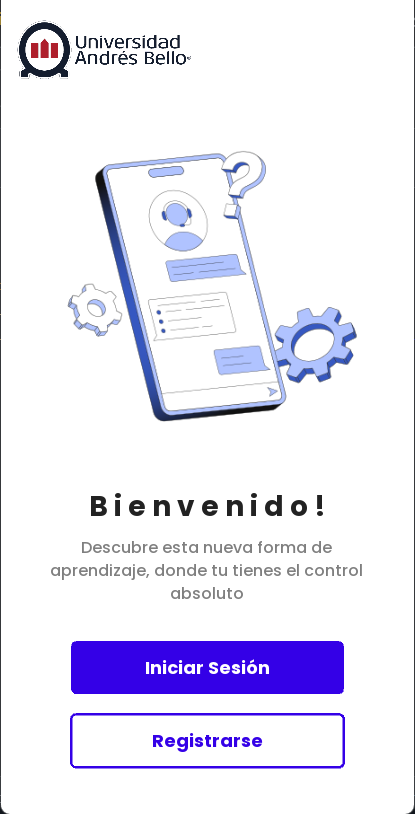 Universidad
Andrés Bello®
Bienvenido!
Descubre esta nueva forma de
aprendizaje, donde tu tienes el control
absoluto
Iniciar Sesión
Registrarse